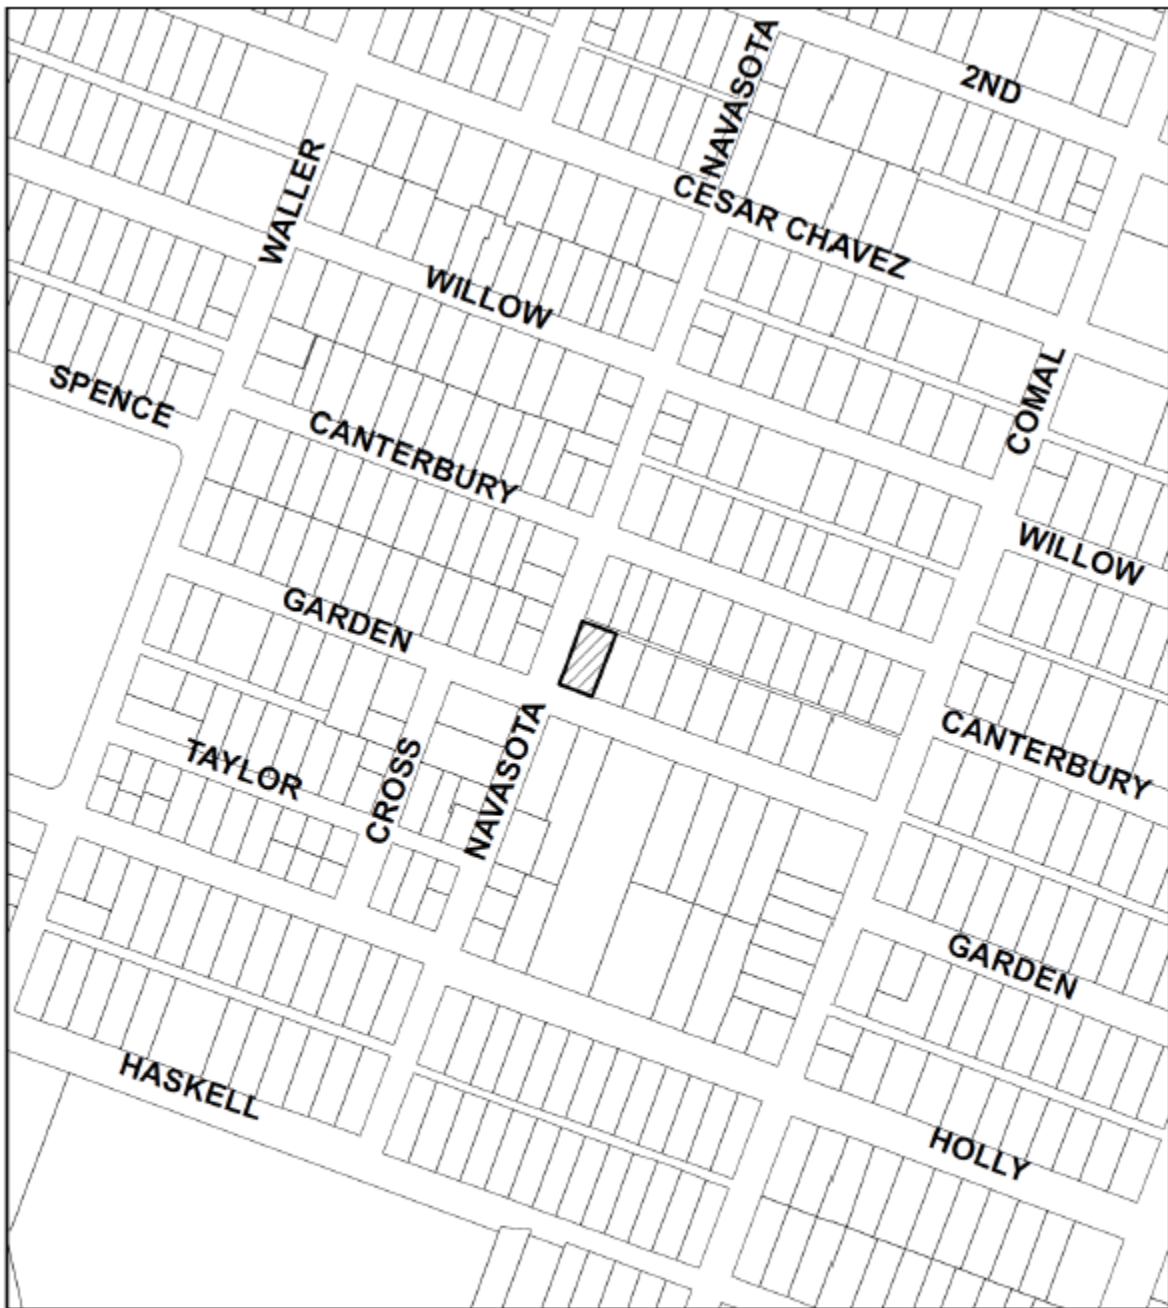 NAVASOTA
2ND
WALLER
CESAR CHAVEZ
WILLOW
SPENCE
COMAL
CANTERBURY
WILLOW
GARDEN
NAVASOTA
CANTERBURY
TAYLOR
CROSS
GARDEN
HASKELL
HOLLY